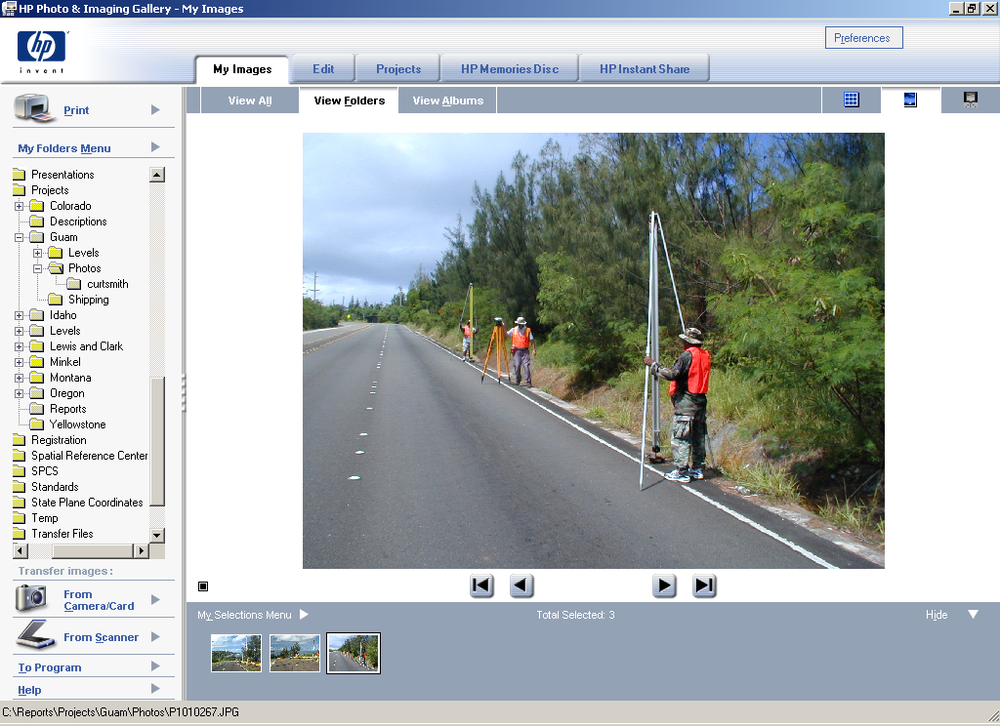 HP Photo & Imaging Gallery - My Images
hp
invent
Preferences
My Images
Edit
Projects
HP Memories Disc
HP Instant Share
Print
View All
View Folders
View Albums
My Folders Menu
Presentations
Projects
Colorado
Descriptions
Guam
Levels
Photos
curtsmith
Shipping
Idaho
Levels
Lewis and Clark
Minkel
Montana
Oregon
Reports
Yellowstone
Registration
Spatial Reference Center
SPCS
Standards
State Plane Coordinates
Temp
Transfer Files
Transfer images:
From
Camera/Card
From Scanner
To Program
Help
My Selections Menu
Total Selected: 3
Hide
C:\Reports\Projects\Guam\Photos\P1010267.JPG